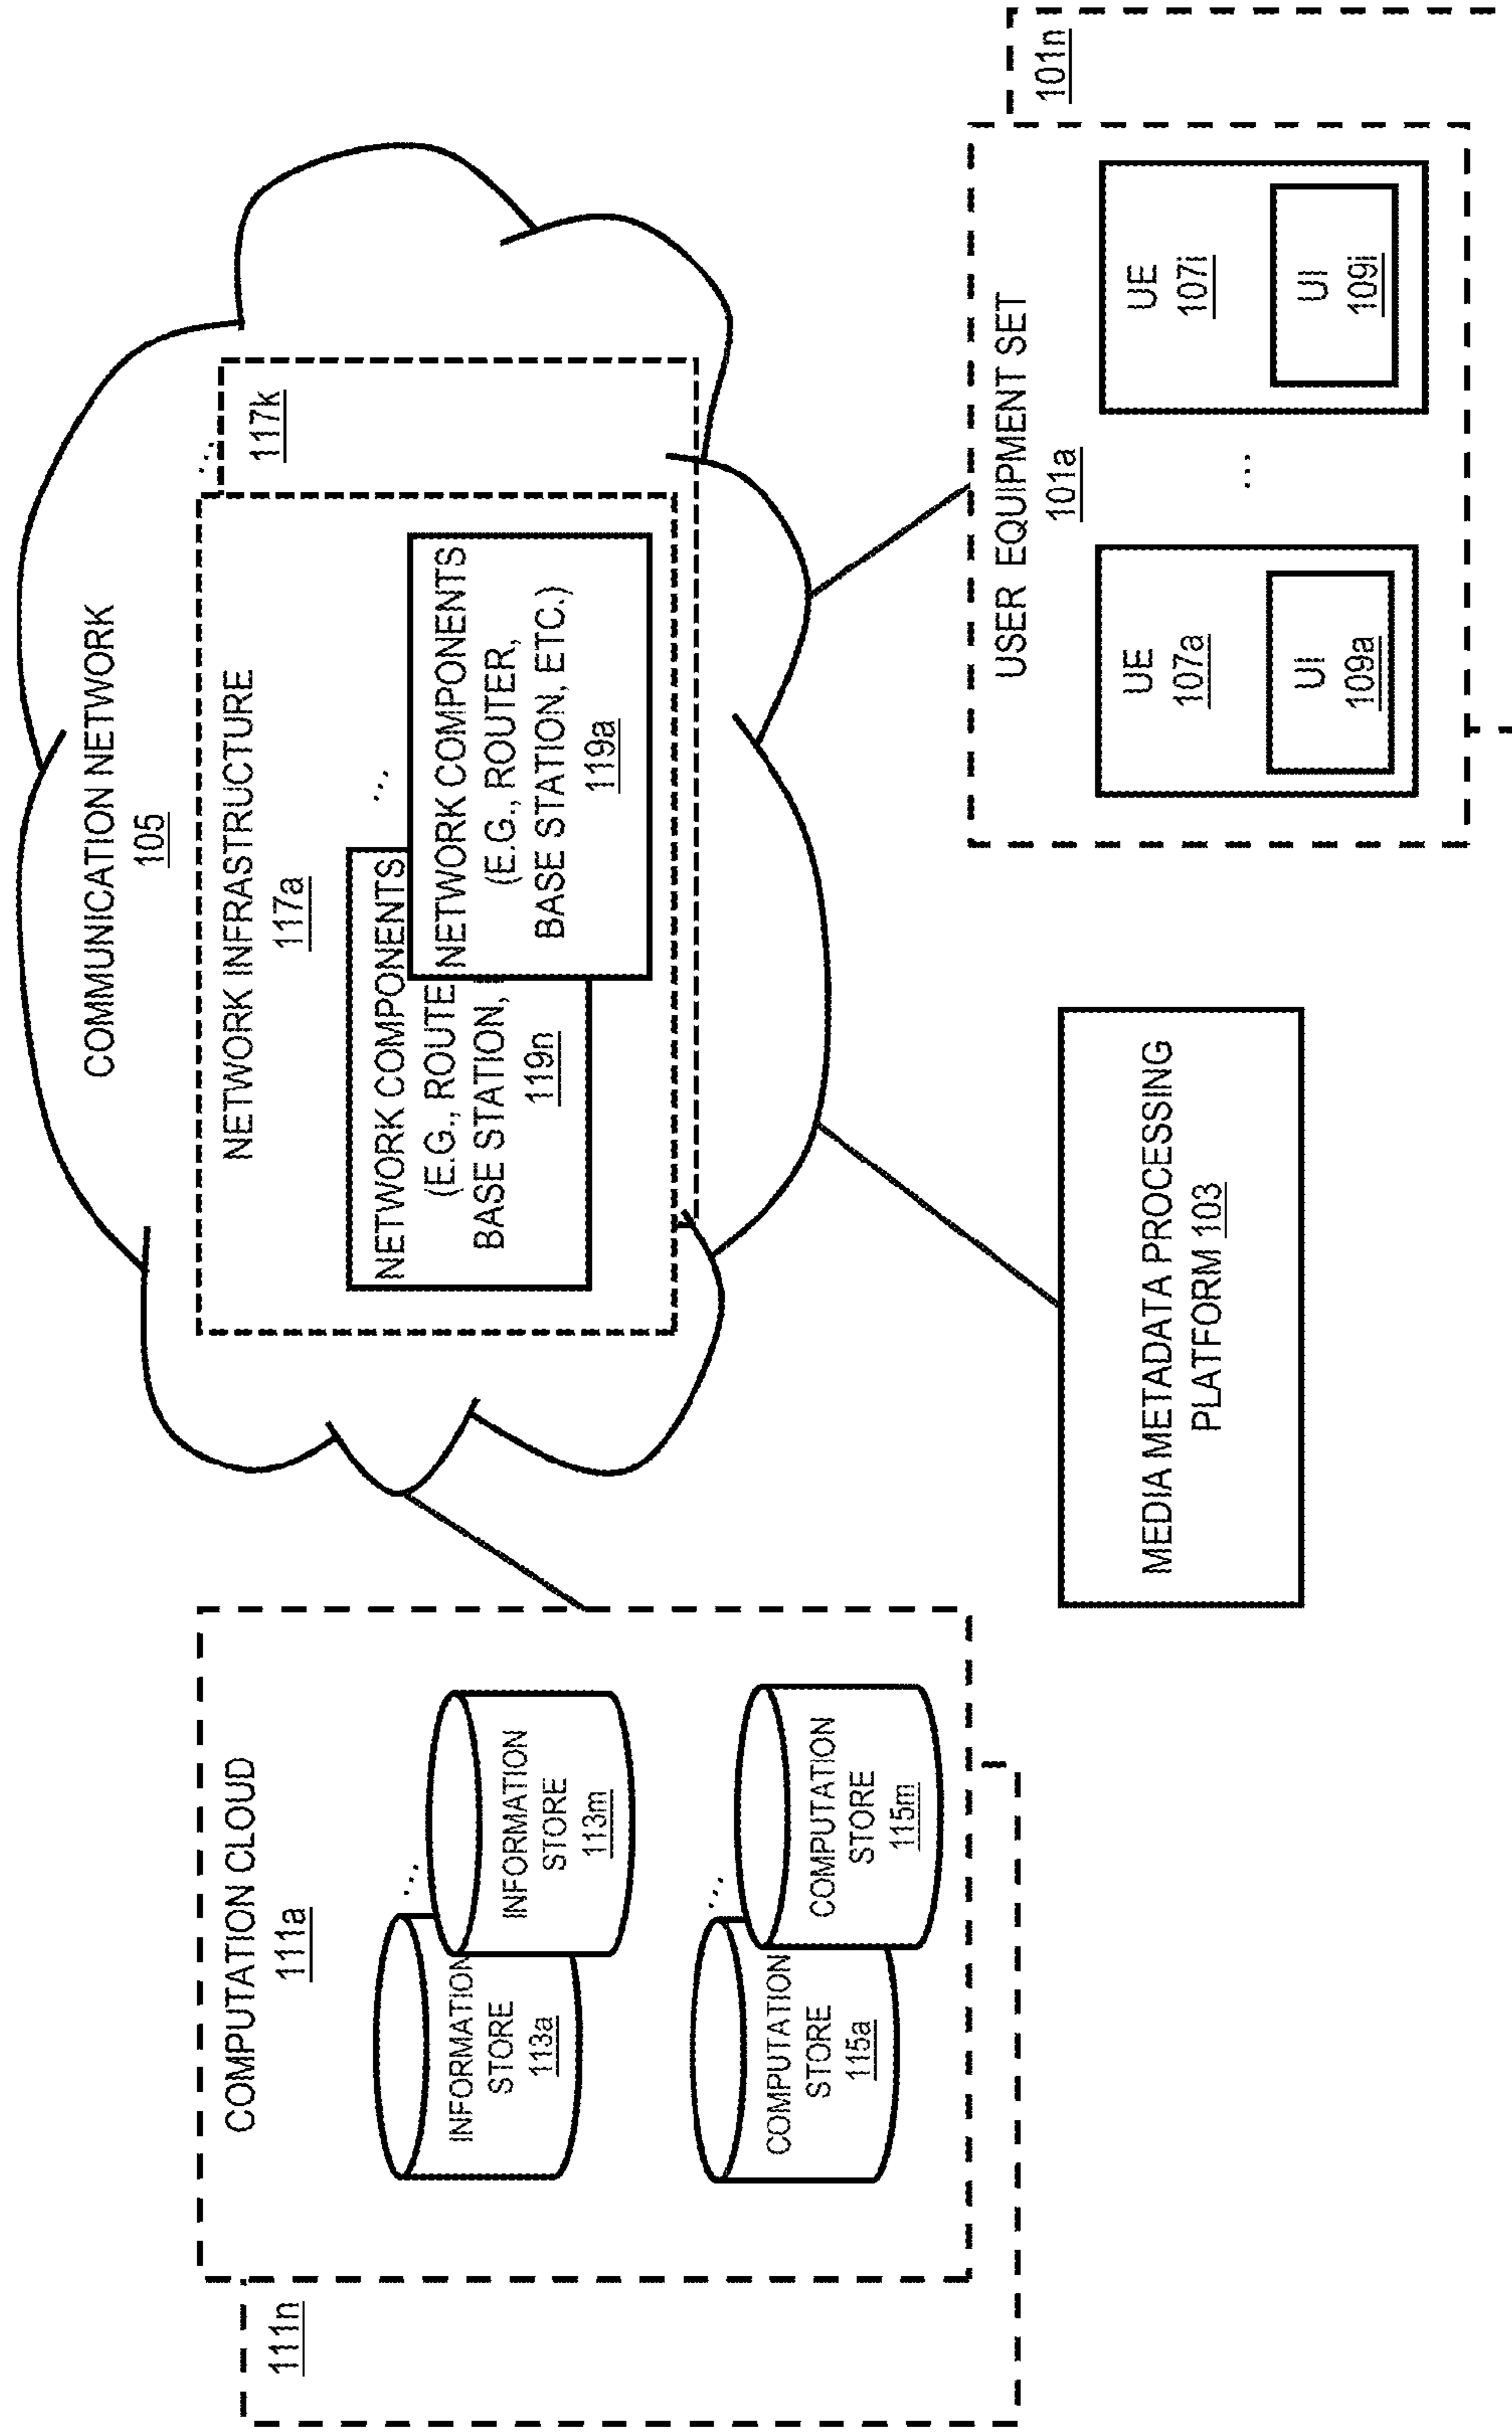 COMMUNICATION NETWORK
105
NETWORK INFRASTRUCTURE
117a
...
117k
NETWORK COMPONENTS
(E.G., ROUTE
BASE STATION,
119n
...
NETWORK COMPONENTS
(E.G., ROUTER,
BASE STATION, ETC.)
119a
COMPUTATION CLOUD
111a
111n
INFORMATION
STORE
113a
...
INFORMATION
STORE
113m
COMPUTATION
STORE
115a
...
COMPUTATION
STORE
115m
MEDIA METADATA PROCESSING
PLATFORM 103
USER EQUIPMENT SET
101a
101n
UE
107a
UI
109a
...
UE
107i
UI
109i